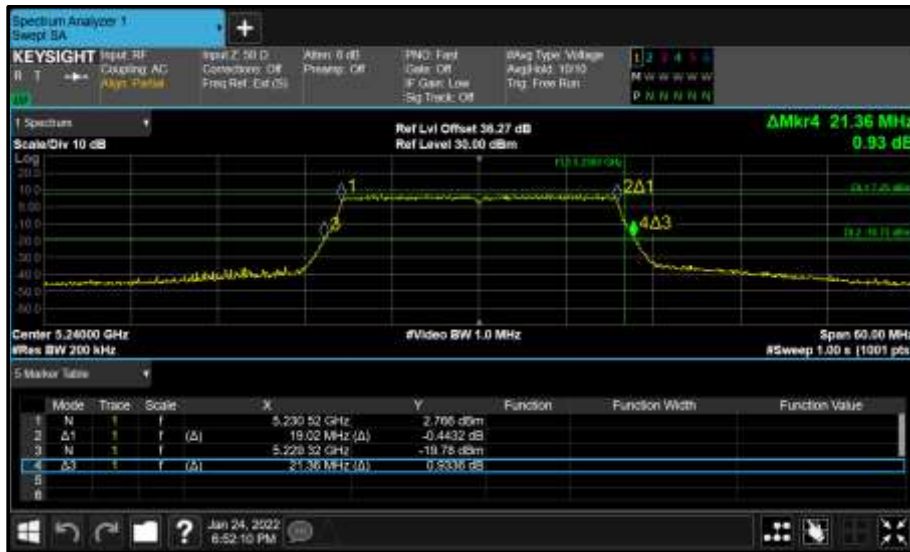 Spectrum Analyzer 1
Swept SA
+
KEYSIGHT
R T
Input: RF
Coupling: AC
Align: Partial
Input Z: 50 Ω
Corrections: Off
Freq Ref: Ext (S)
Atten: 6 dB
Preamp: Off
PNO: Fast
Gate: Off
IF Gain: Low
Sig Track: Off
#Avg Type: Voltage
Avg|Hold: 10/10
Trig: Free Run
1 2 3 4 5 6
M W W W W W
P N N N N N
1 Spectrum
Scale/Div 10 dB
Ref Lvl Offset 36.27 dB
Ref Level 30.00 dBm
ΔMkr4 21.36 MHz
0.93 dB
Log
20.0
10.0
0.00
-10.0
-20.0
-30.0
-40.0
-50.0
-60.0
1
2Δ1
3
4Δ3
Center 5.24000 GHz
#Video BW 1.0 MHz
Span 60.00 MHz
#Res BW 200 kHz
#Sweep 1.00 s (1001 pts
5 Marker Table
Mode Trace Scale X Y Function Function Width Function Value
1 N 1 f 5.230 52 GHz 2.766 dBm
2 Δ1 1 f (Δ) 19.02 MHz (Δ) -0.4432 dB
3 N 1 f 5.229 32 GHz -19.78 dBm
4 Δ3 1 f (Δ) 21.36 MHz (Δ) 0.9336 dB
5
6
?
Jan 24, 2022
6:52:10 PM